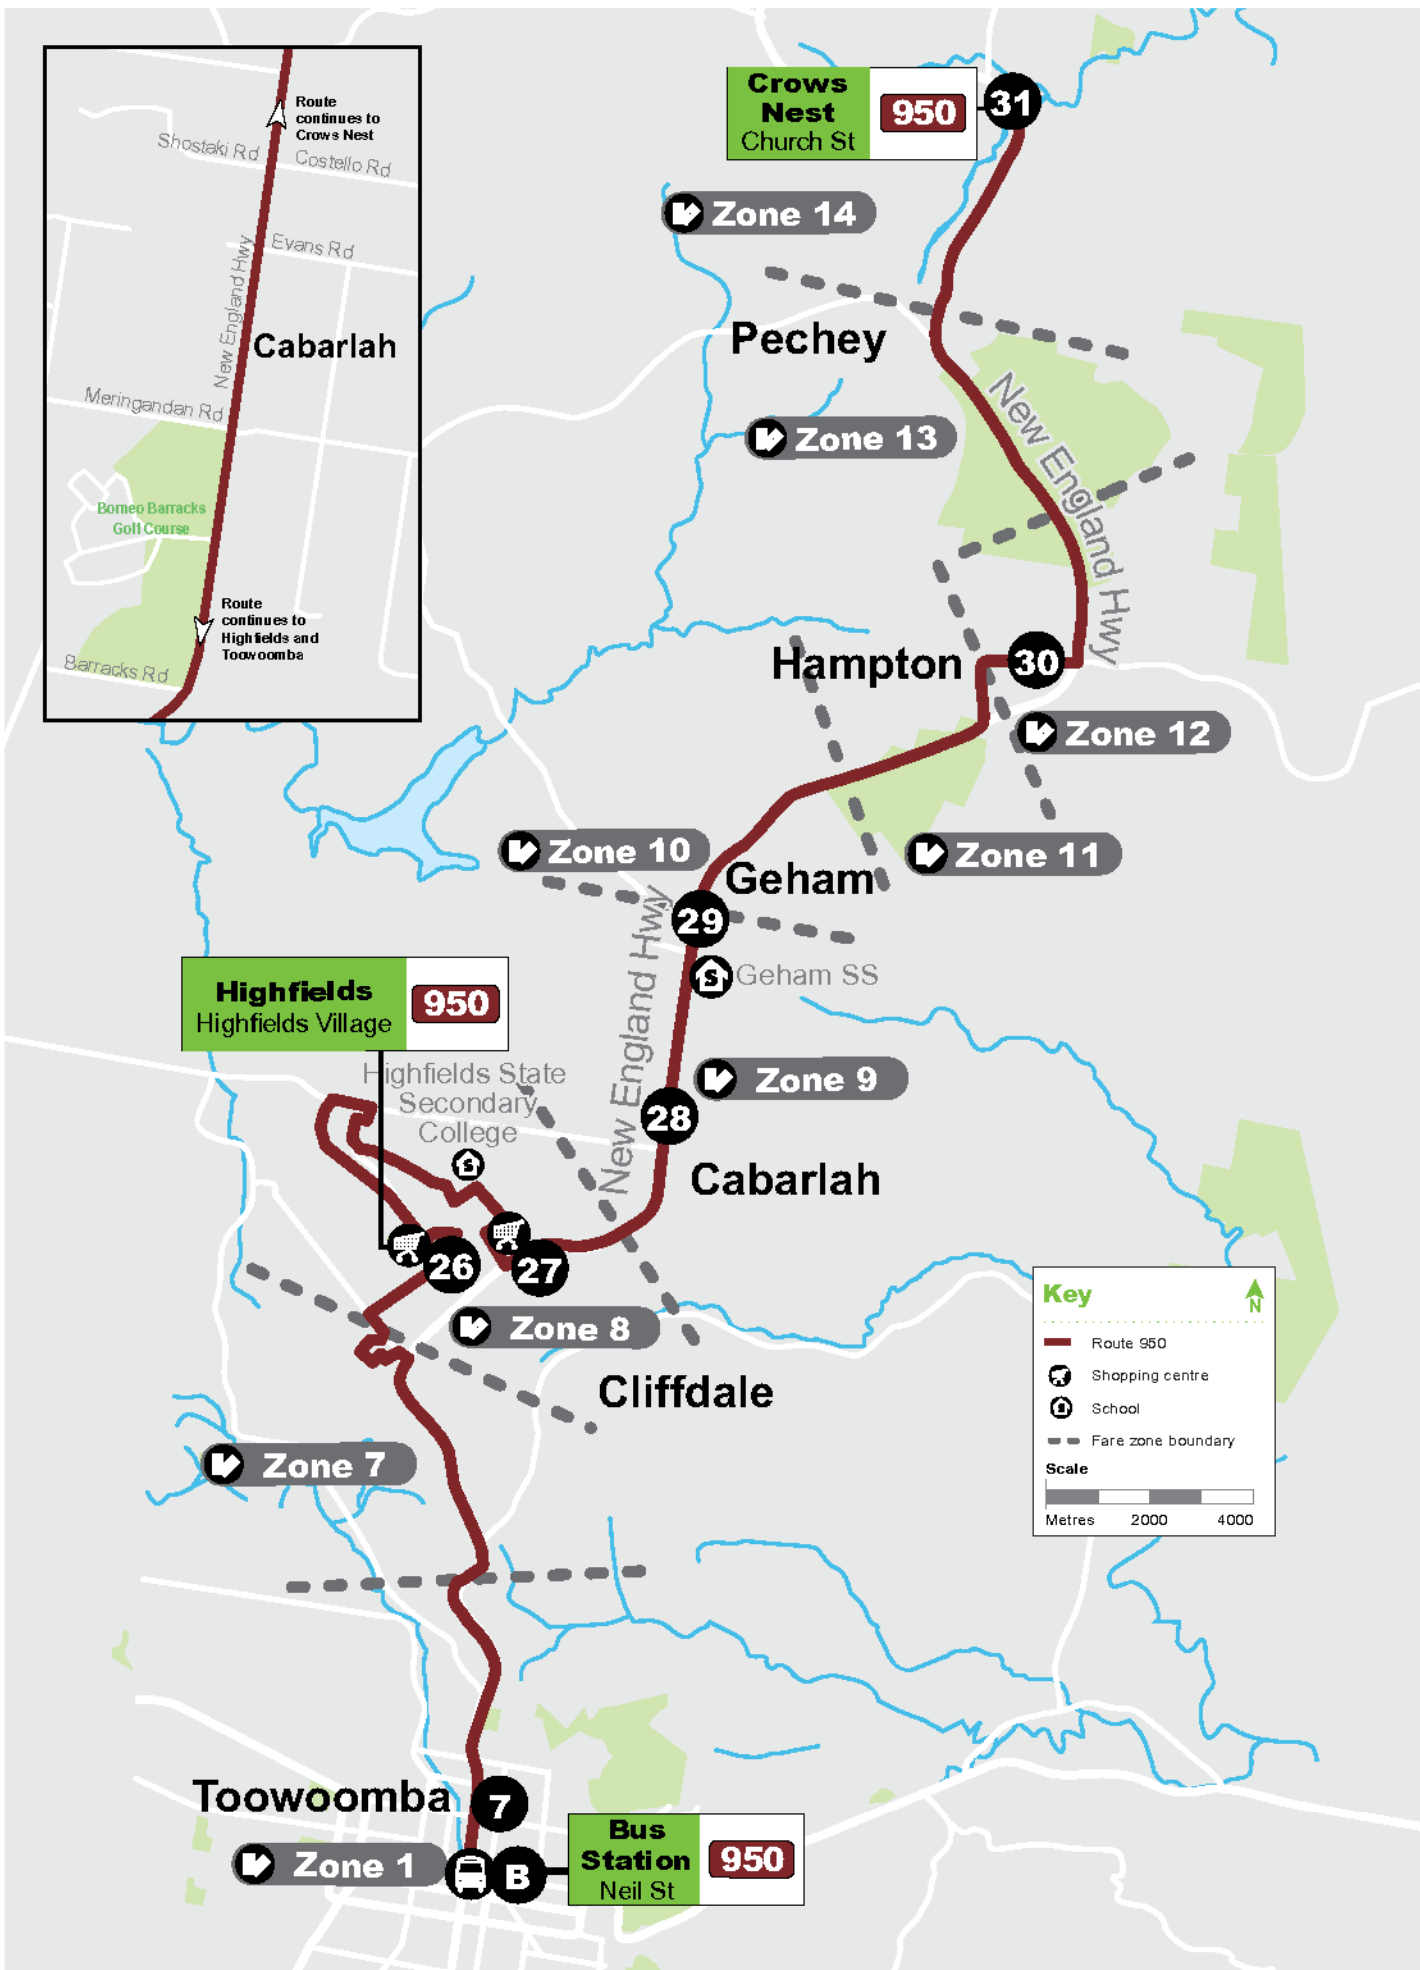 Route
continues to
Crows Nest
Shostaki Rd
Costello Rd
Evans Rd
New England Hwy
Cabarlah
Meringandan Rd
Borneo Barracks
Golf Course
Route
continues to
Highfields and
Toowoomba
Barracks Rd
Crows
Nest
Church St
950
31
Zone 14
Pechey
Zone 13
New England Hwy
Hampton
30
Zone 12
Zone 11
Zone 10
Geham
29
New England Hwy
S
Geham SS
Highfields
Highfields Village
950
Highfields State
Secondary
College
S
Zone 9
28
Cabarlah
26
27
Zone 8
Cliffdale
Zone 7
Key
N
Route 950
Shopping centre
School
Fare zone boundary
Scale
Metres 2000 4000
Toowoomba
7
Zone 1
B
Bus
Station
Neil St
950